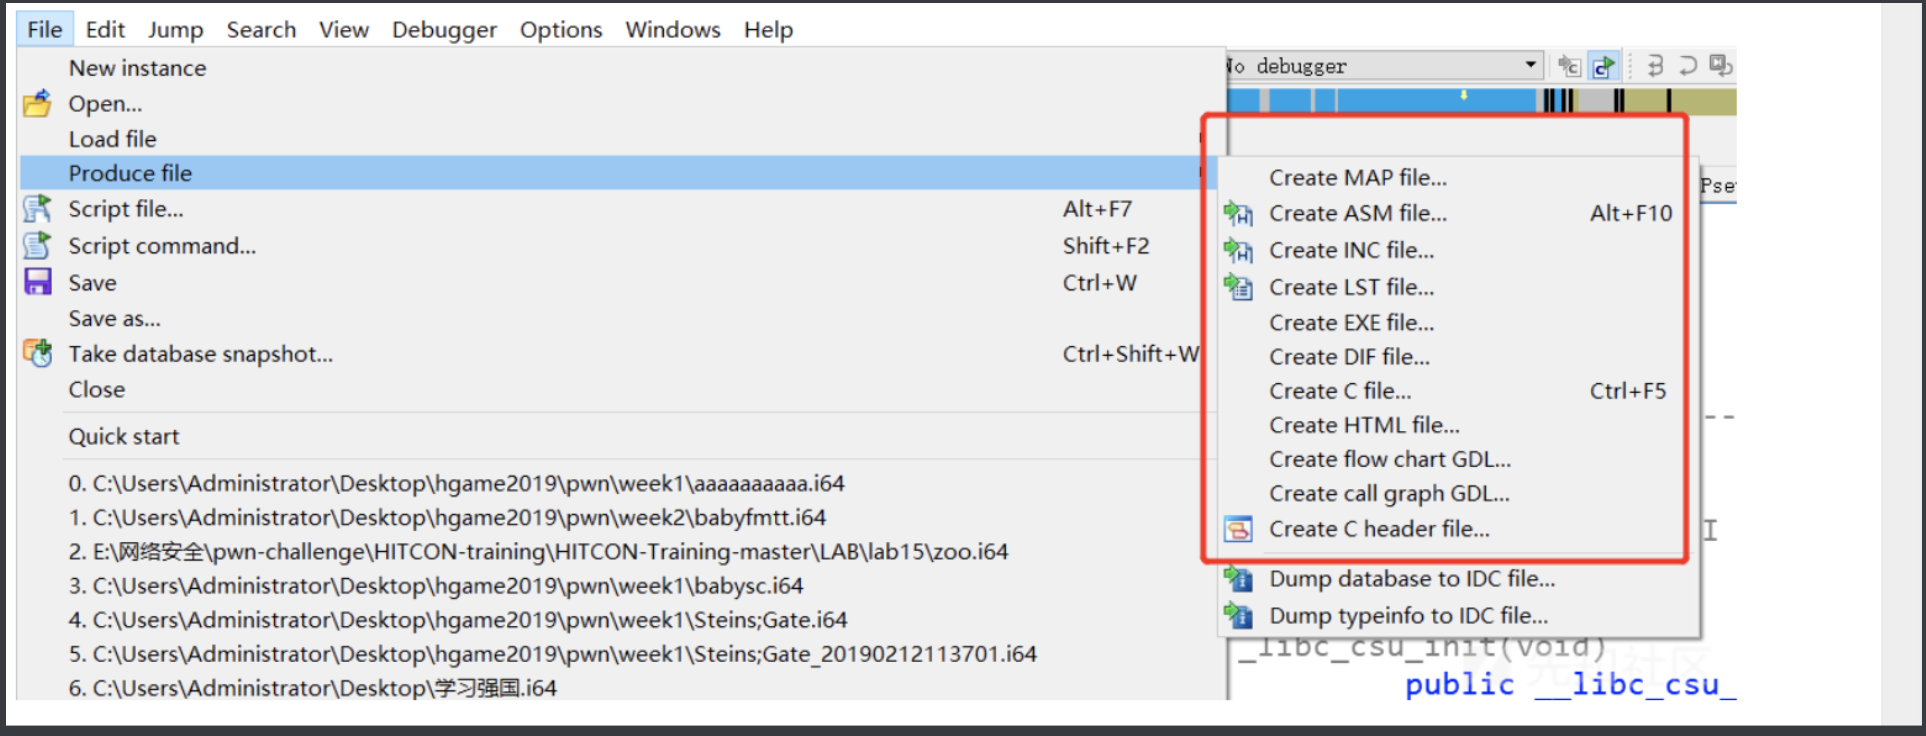 File Edit Jump Search View Debugger Options Windows Help
New instance
Open...
Load file
Produce file
Script file... Alt+F7
Script command... Shift+F2
Save Ctrl+W
Save as...
Take database snapshot... Ctrl+Shift+W
Close
Quick start
0. C:\Users\Administrator\Desktop\hgame2019\pwn\week1\aaaaaaaaaa.i64
1. C:\Users\Administrator\Desktop\hgame2019\pwn\week2\babyfmtt.i64
2. E:\网络安全\pwn-challenge\HITCON-training\HITCON-Training-master\LAB\lab15\zoo.i64
3. C:\Users\Administrator\Desktop\hgame2019\pwn\week1\babysc.i64
4. C:\Users\Administrator\Desktop\hgame2019\pwn\week1\Steins;Gate.i64
5. C:\Users\Administrator\Desktop\hgame2019\pwn\week1\Steins;Gate_20190212113701.i64
6. C:\Users\Administrator\Desktop\学习强国.i64
No debugger
Create MAP file...
Create ASM file... Alt+F10
Create INC file...
Create LST file...
Create EXE file...
Create DIF file...
Create C file... Ctrl+F5
Create HTML file...
Create flow chart GDL...
Create call graph GDL...
Create C header file...
Dump database to IDC file...
Dump typeinfo to IDC file...
Pse
_libc_csu_init(void)
public __libc_csu_
先知社区